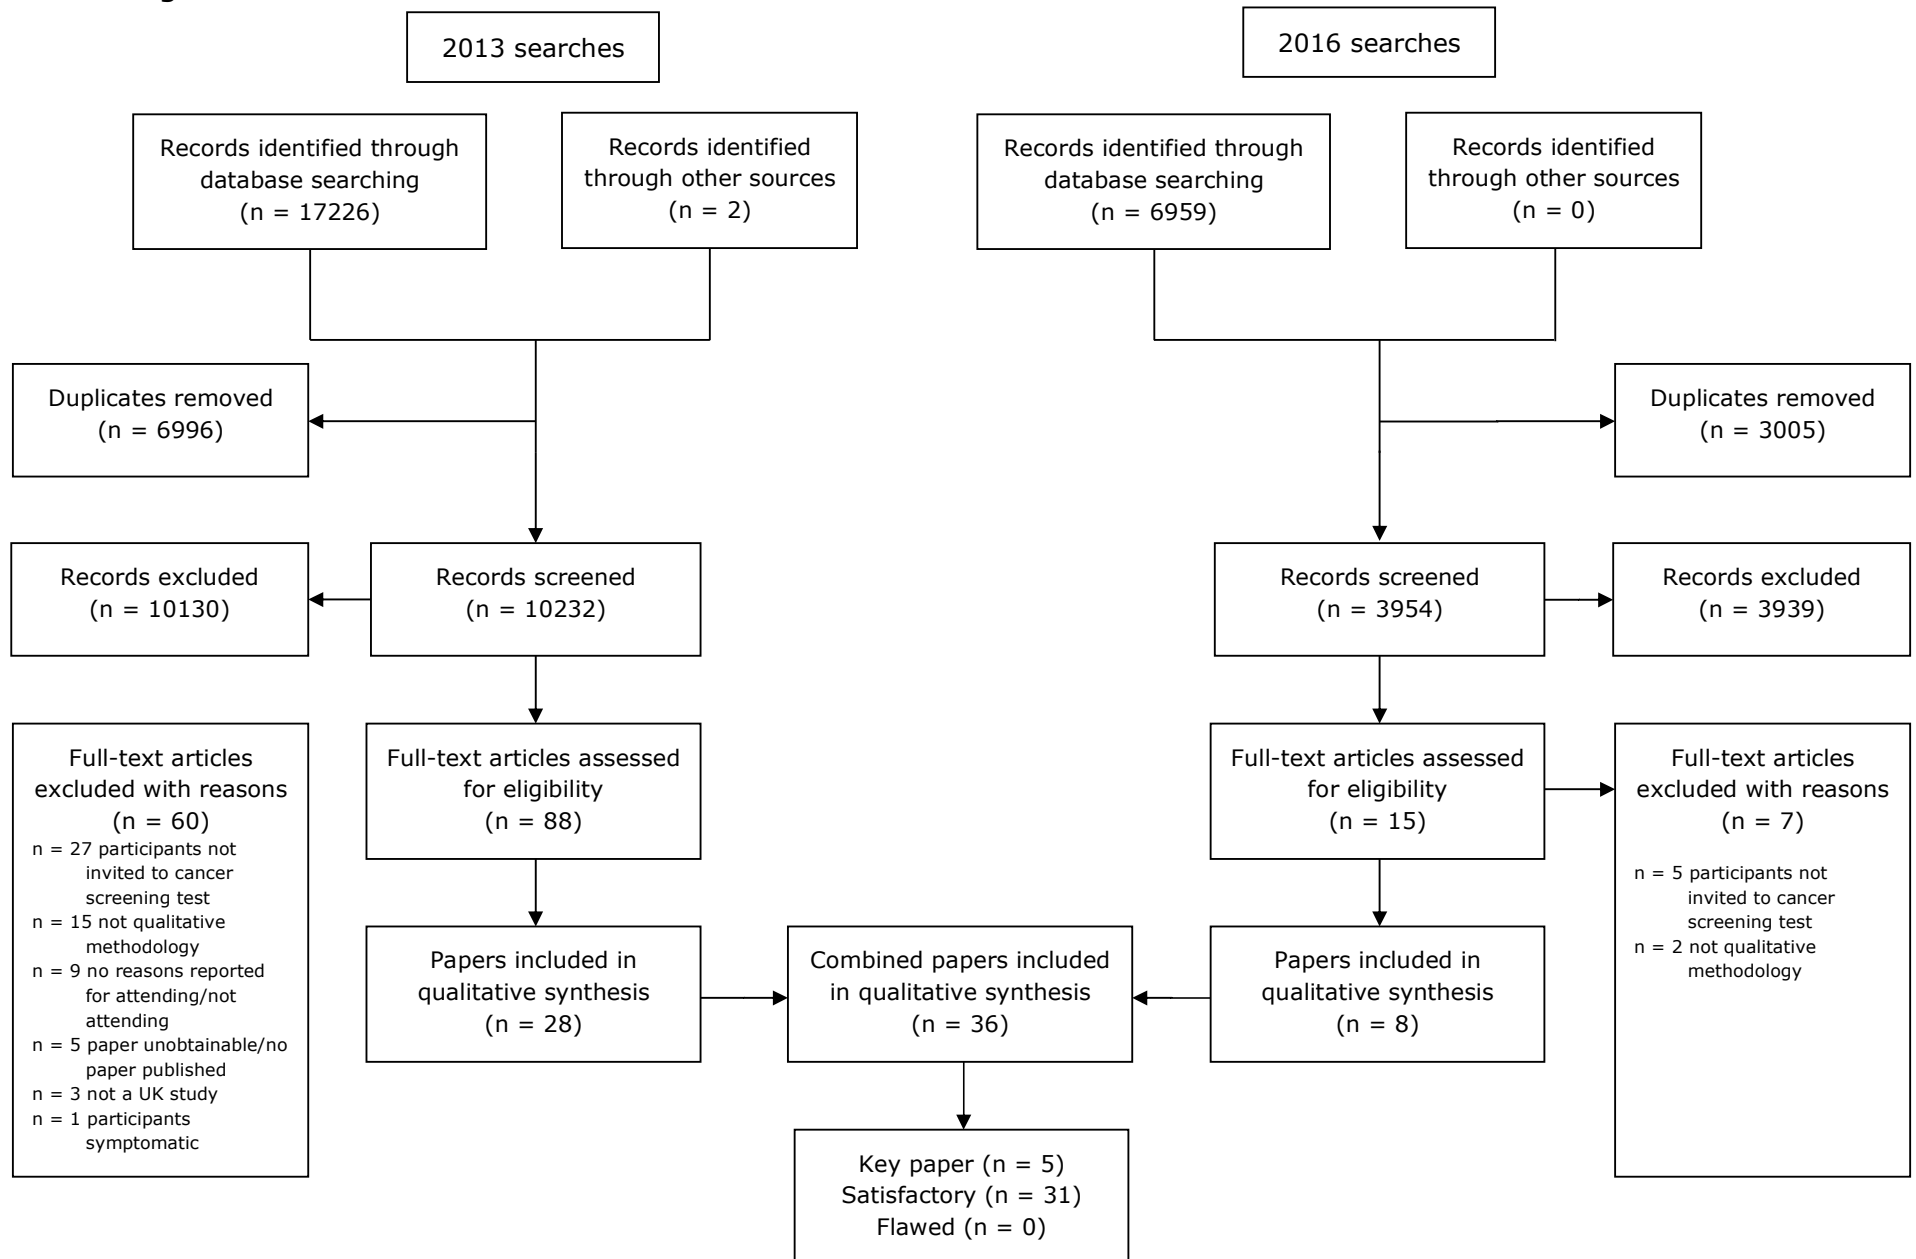 2013 searches
2016 searches
Records identified through
database searching
(n = 17226)
Records identified
through other sources
(n = 2)
Records identified through
database searching
(n = 6959)
Records identified
through other sources
(n = 0)
Duplicates removed
(n = 6996)
Duplicates removed
(n = 3005)
Records excluded
(n = 10130)
Records screened
(n = 10232)
Records screened
(n = 3954)
Records excluded
(n = 3939)
Full-text articles
excluded with reasons
(n = 60)
n = 27 participants not
invited to cancer
screening test
n = 15 not qualitative
methodology
n = 9 no reasons reported
for attending/not
attending
n = 5 paper unobtainable/no
paper published
n = 3 not a UK study
n = 1 participants
symptomatic
Full-text articles assessed
for eligibility
(n = 88)
Full-text articles assessed
for eligibility
(n = 15)
Full-text articles
excluded with reasons
(n = 7)
n = 5 participants not
invited to cancer
screening test
n = 2 not qualitative
methodology
Papers included in
qualitative synthesis
(n = 28)
Combined papers included
in qualitative synthesis
(n = 36)
Papers included in
qualitative synthesis
(n = 8)
Key paper (n = 5)
Satisfactory (n = 31)
Flawed (n = 0)